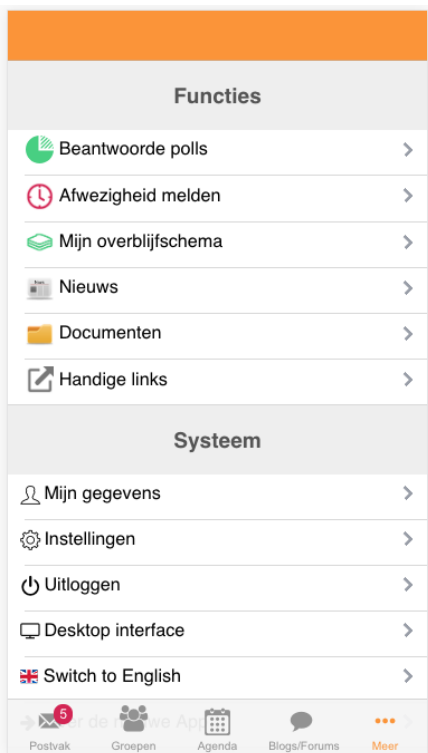 Functies
Beantwoorde polls
Afwezigheid melden
Mijn overblijfschema
Nieuws
Documenten
Handige links
Systeem
Mijn gegevens
Instellingen
Uitloggen
Desktop interface
Switch to English
5
Postvak Groepen Agenda Blogs/Forums Meer